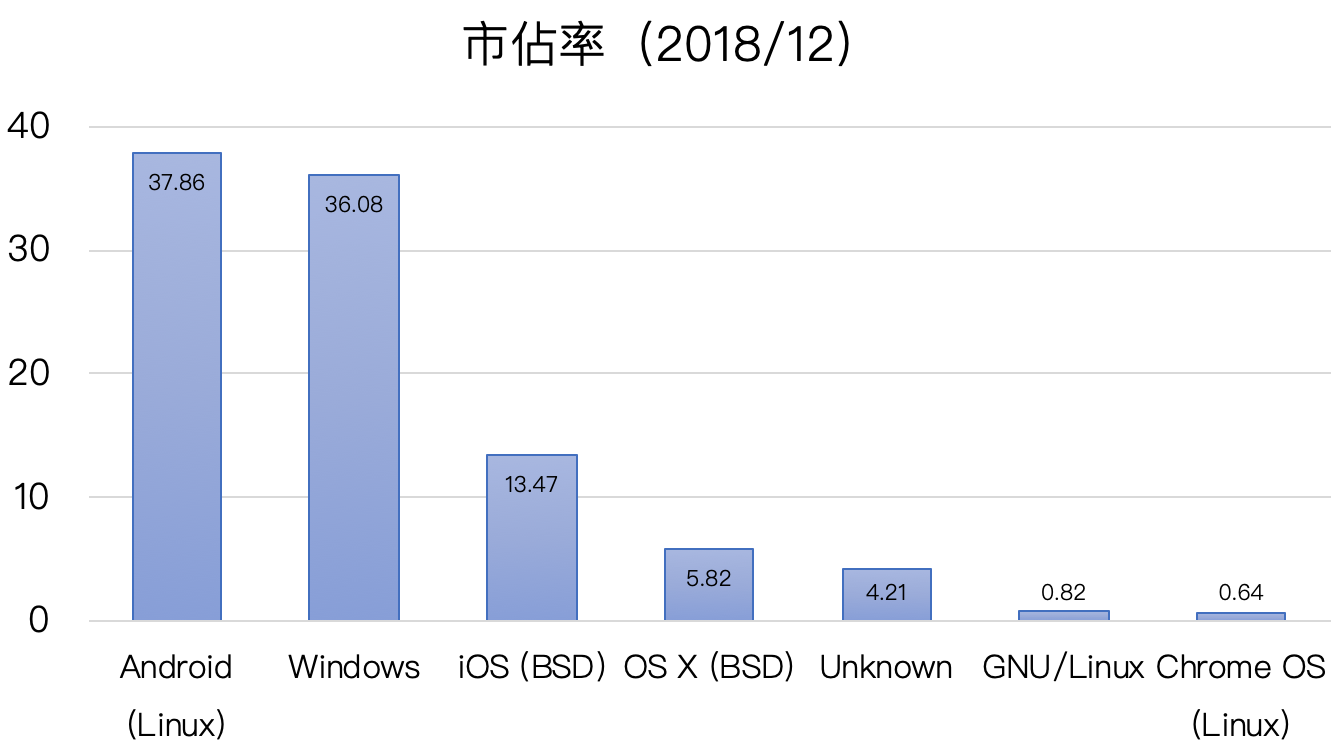 市佔率（2018/12）
40
30
20
10
0
37.86
36.08
13.47
5.82
4.21
0.82
0.64
Android (Linux)
Windows
iOS (BSD)
OS X (BSD)
Unknown
GNU/Linux
Chrome OS (Linux)